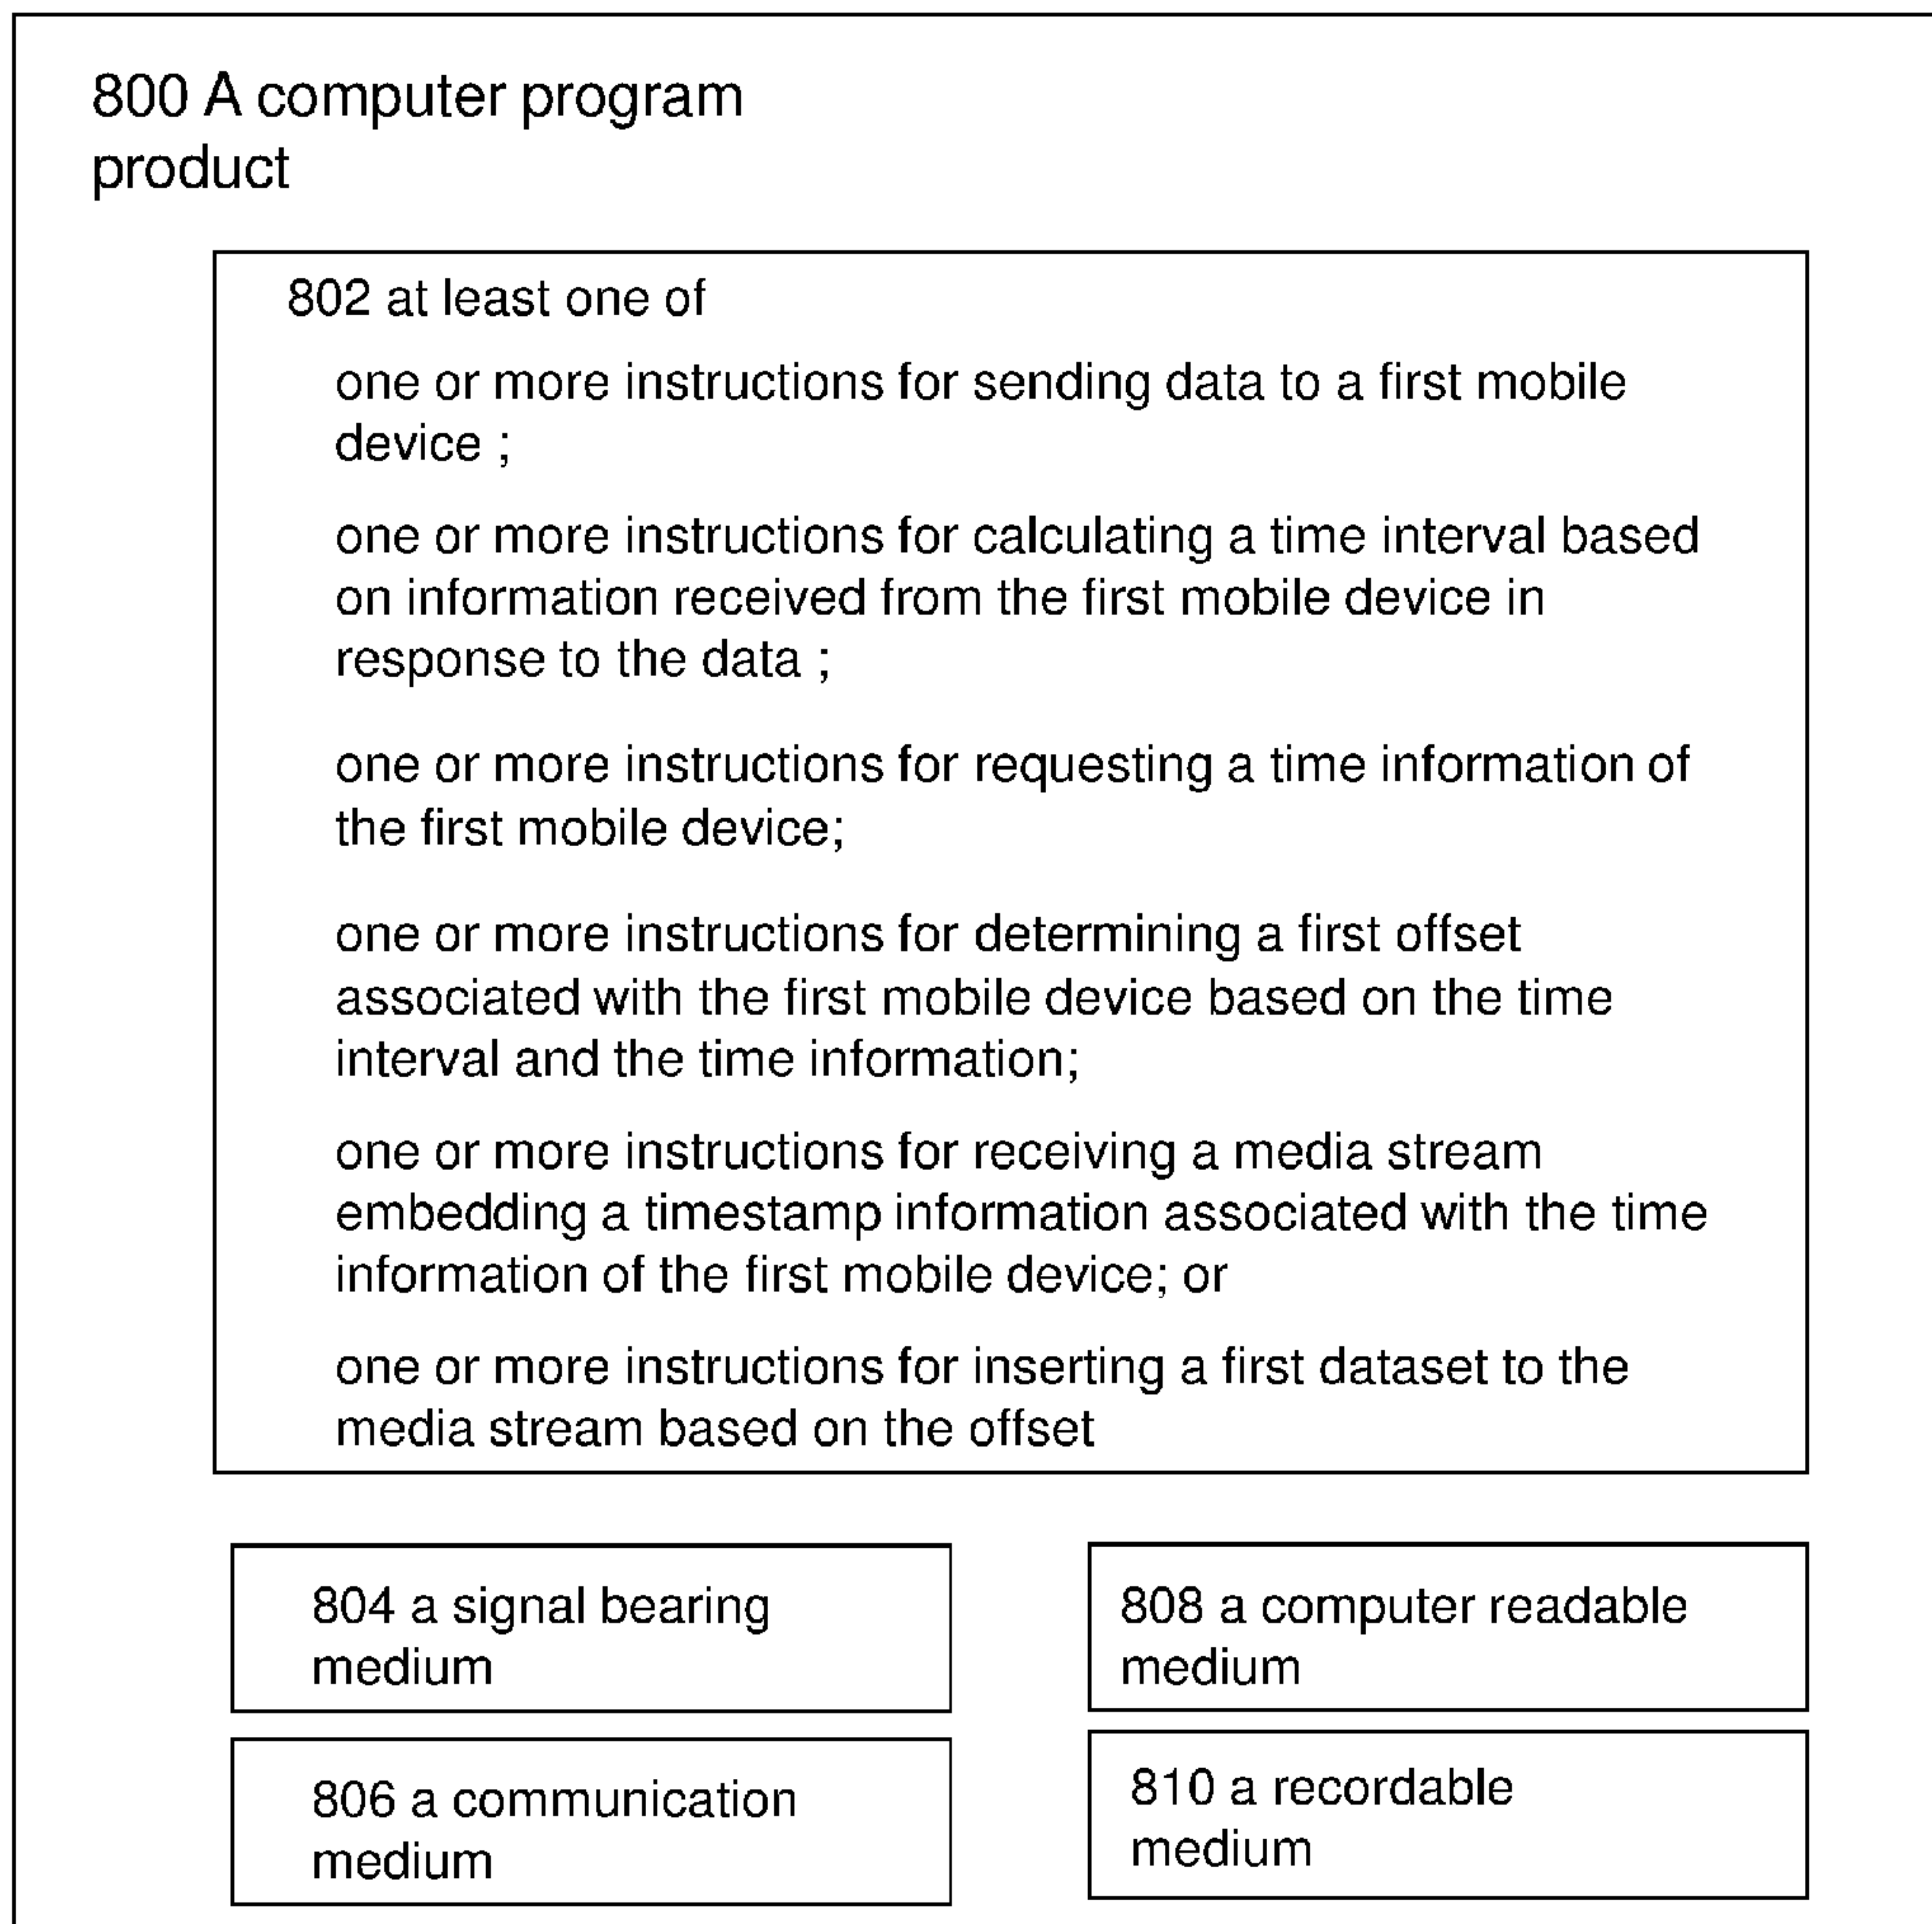 800 A computer program
product
802 at least one of
one or more instructions for sending data to a first mobile
device ;
one or more instructions for calculating a time interval based
on information received from the first mobile device in
response to the data ;
one or more instructions for requesting a time information of
the first mobile device;
one or more instructions for determining a first offset
associated with the first mobile device based on the time
interval and the time information;
one or more instructions for receiving a media stream
embedding a timestamp information associated with the time
information of the first mobile device; or
one or more instructions for inserting a first dataset to the
media stream based on the offset
804 a signal bearing
medium
808 a computer readable
medium
806 a communication
medium
810 a recordable
medium